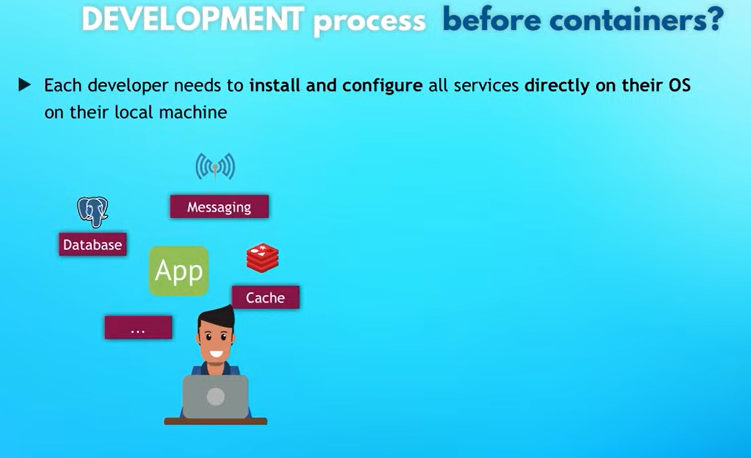 DEVELOPMENT process before containers?
Each developer needs to install and configure all services directly on their OS
on their local machine
Messaging
Database
App
Cache
...